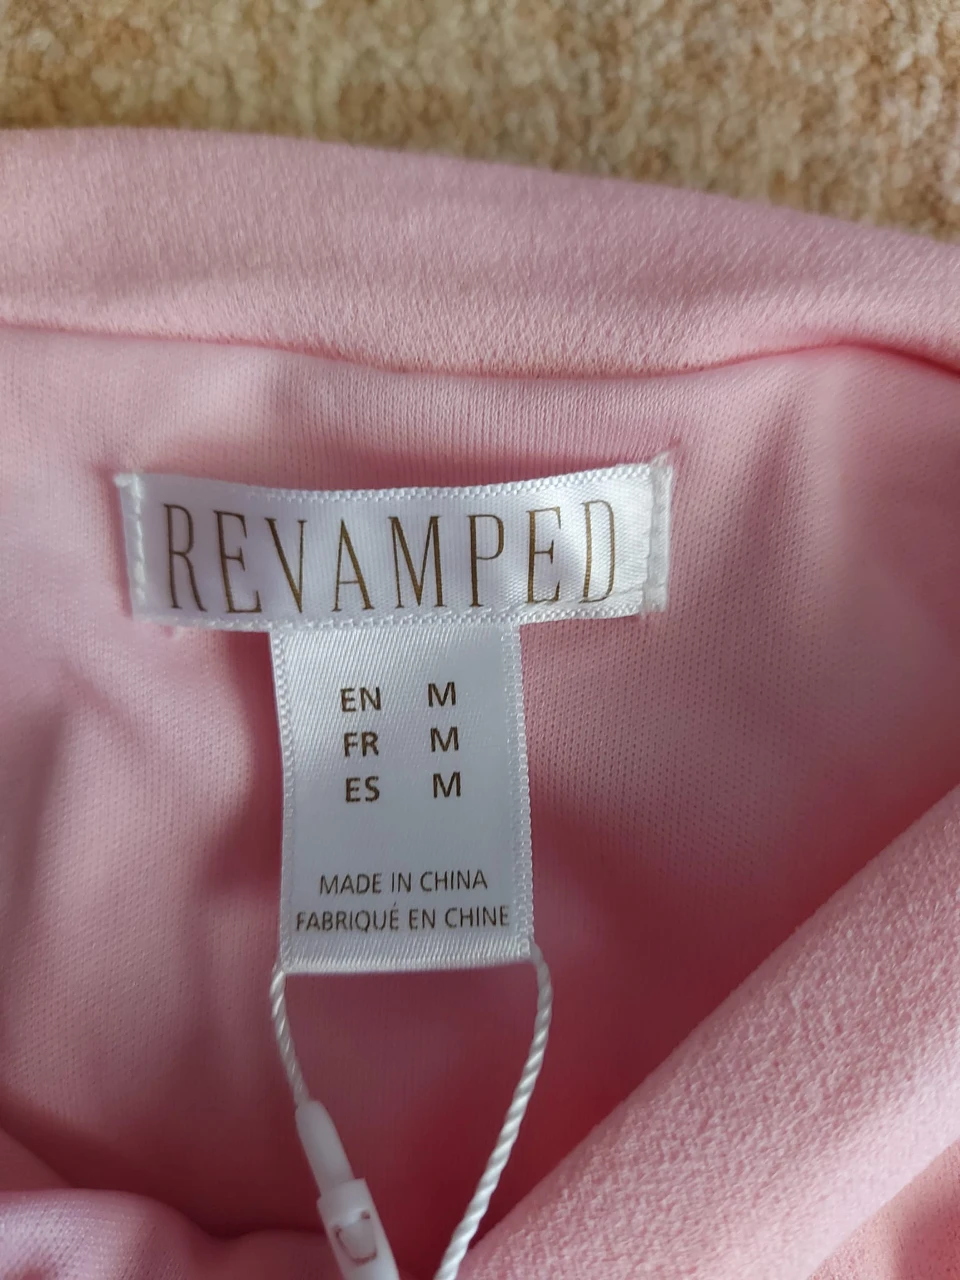 REVAMPED
EN M
FR M
ES M
MADE IN CHINA
FABRIQUÉ EN CHINE